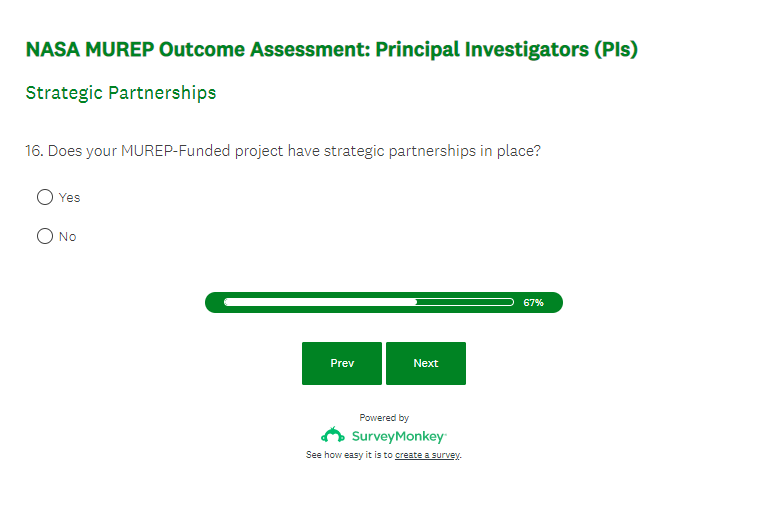 NASA MUREP Outcome Assessment: Principal Investigators (PIs)
Strategic Partnerships
16. Does your MUREP-Funded project have strategic partnerships in place?
Yes
No
67%
Prev Next
Powered by
SurveyMonkey
See how easy it is to create a survey.